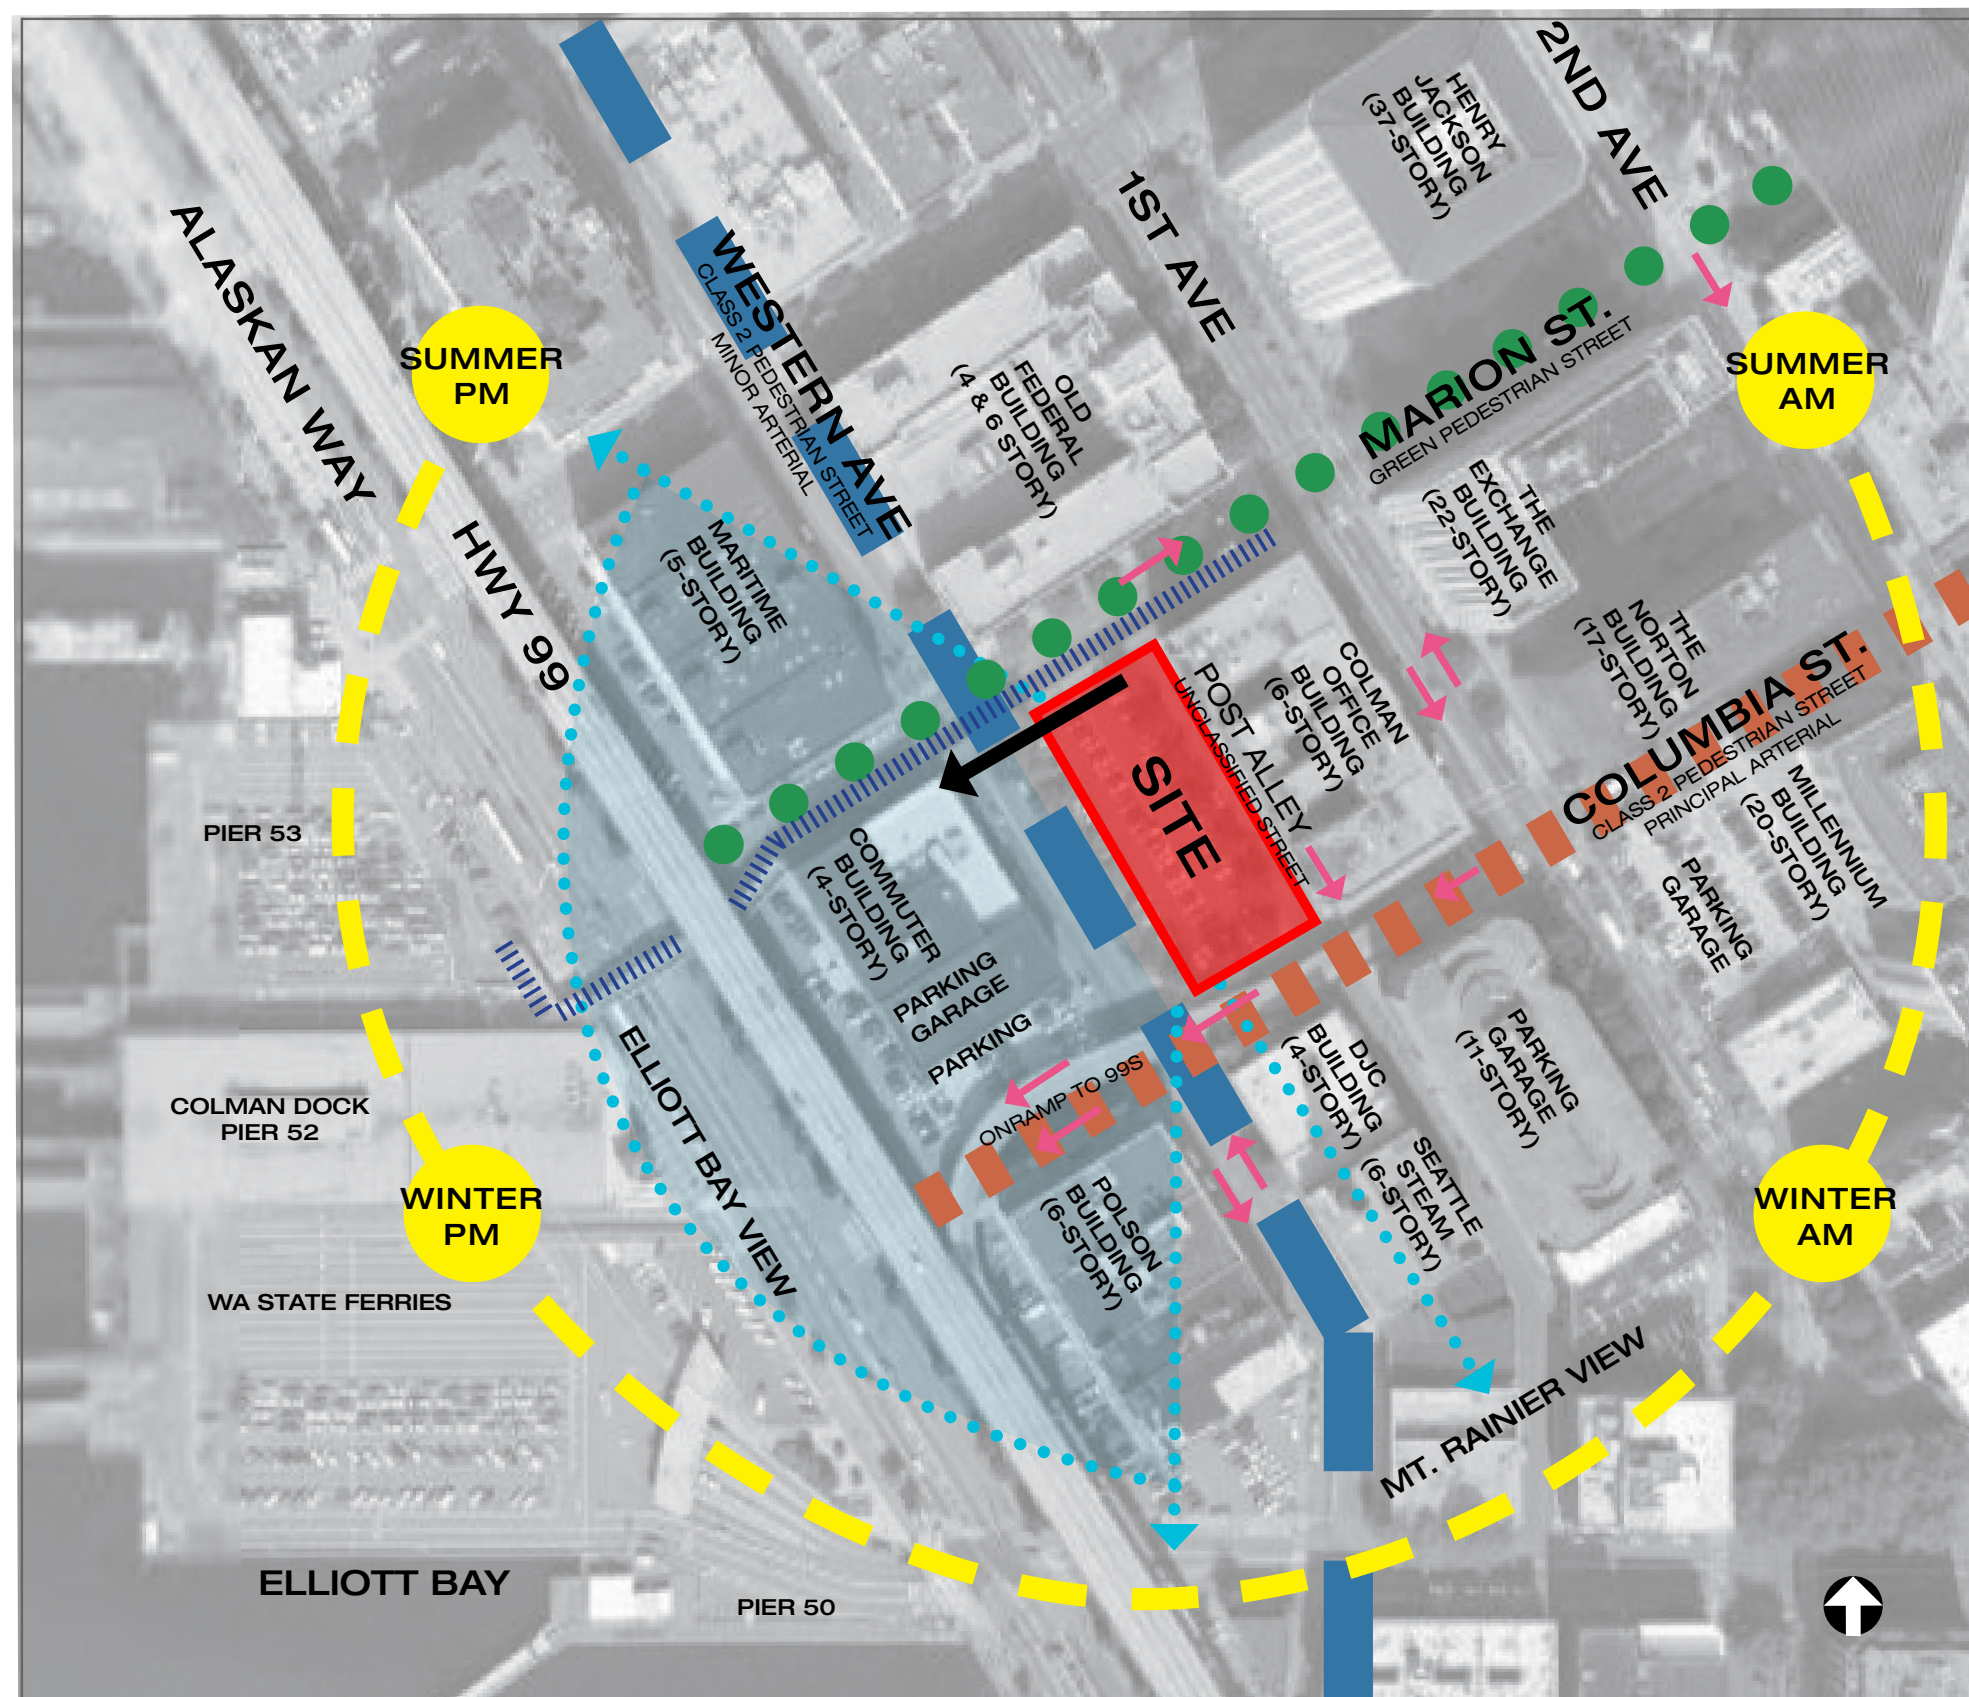 2ND AVE
HENRY
JACKSON
BUILDING
(37-STORY)
1ST AVE
ALASKAN WAY
WESTERN AVE
CLASS 2 PEDESTRIAN STREET
MINOR ARTERIAL
SUMMER
PM
SUMMER
AM
MARION ST.
GREEN PEDESTRIAN STREET
OLD
FEDERAL
BUILDING
(4 & 6 STORY)
THE
EXCHANGE
BUILDING
(22-STORY)
HWY 99
MARITIME
BUILDING
(5-STORY)
THE
NORTON
BUILDING
(17-STORY)
COLUMBIA ST.
CLASS 2 PEDESTRIAN STREET
PRINCIPAL ARTERIAL
COLMAN
OFFICE
BUILDING
(6-STORY)
POST ALLEY
UNCLASSIFIED STREET
SITE
MILLENNIUM
BUILDING
(20-STORY)
PARKING
GARAGE
PIER 53
COMMUTER
BUILDING
(4-STORY)
PARKING
GARAGE
PARKING
ONRAMP TO 99S
ELLIOTT BAY VIEW
DJC
BUILDING
(4-STORY)
PARKING
GARAGE
(11-STORY)
COLMAN DOCK
PIER 52
SEATTLE
STEAM
(6-STORY)
POLSON
BUILDING
(6-STORY)
WINTER
PM
WINTER
AM
WA STATE FERRIES
MT. RAINIER VIEW
ELLIOTT BAY
PIER 50